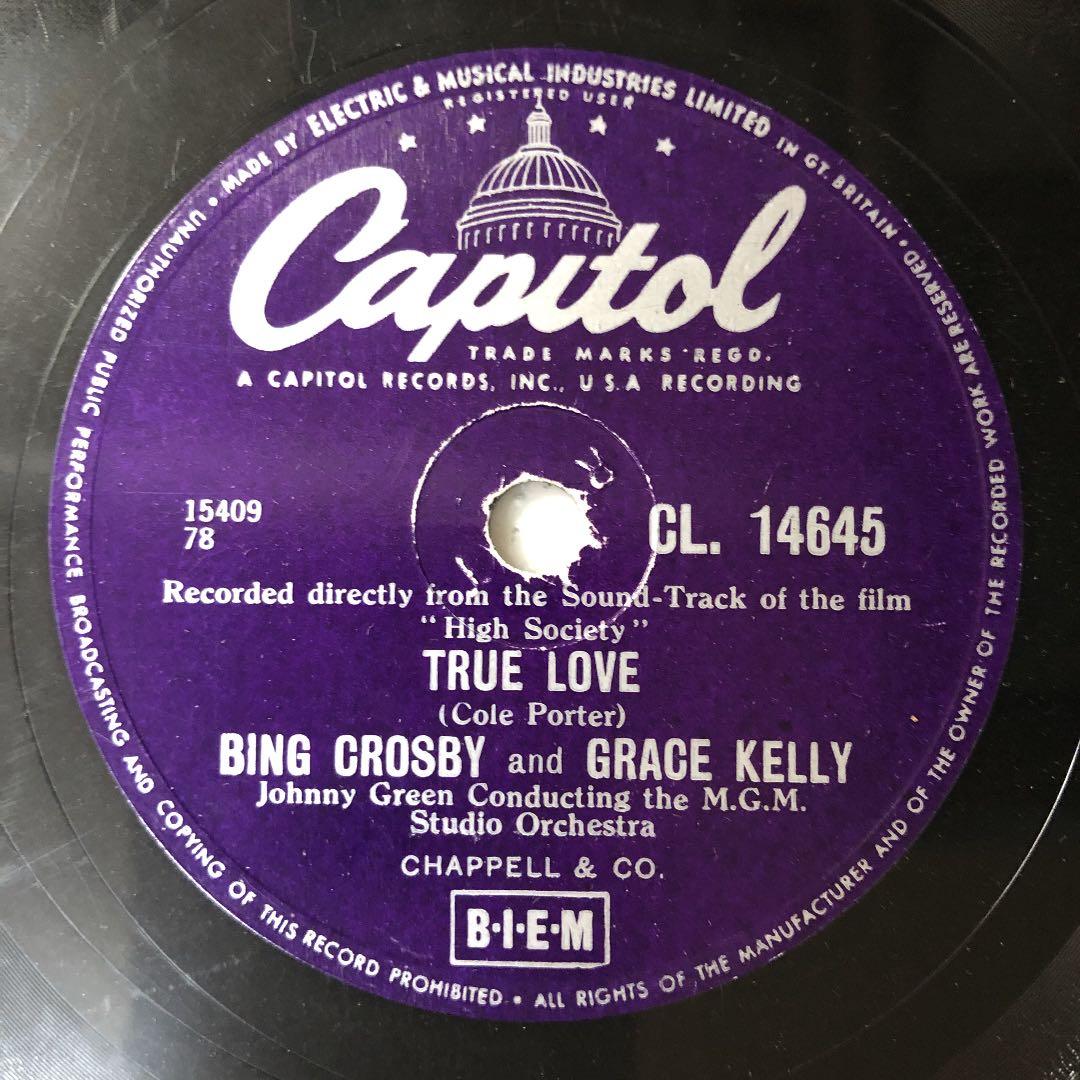 MADE BY ELECTRIC & MUSICAL INDUSTRIES LIMITED IN GT. BRITAIN •
REGISTERED USER
Capitol
TRADE MARKS REGD.
A CAPITOL RECORDS, INC., U S.A RECORDING
15409
78
CL. 14645
Recorded directly from the Sound-Track of the film
"High Society"
TRUE LOVE
(Cole Porter)
BING CROSBY and GRACE KELLY
Johnny Green Conducting the M.G.M.
Studio Orchestra
CHAPPELL & CO.
B·I·E·M
ALL RIGHTS OF THE MANUFACTURER AND OF THE OWNER OF THE RECORDED WORK ARE RESERVED •
UNAUTHORIZED PUBLIC PERFORMANCE BROADCASTING AND COPYING OF THIS RECORD PROHIBITED •